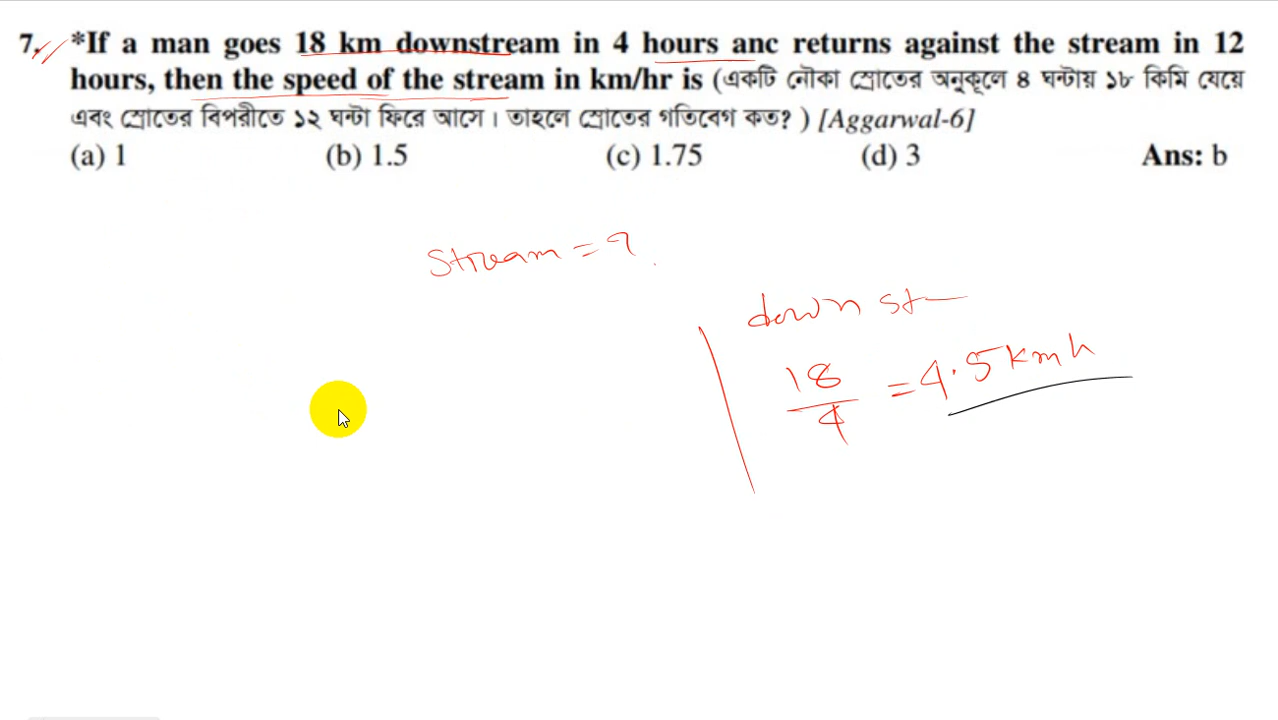 7. *If a man goes 18 km downstream in 4 hours anc returns against the stream in 12
hours, then the speed of the stream in km/hr is (একটি নৌকা স্রোতের অনুকূলে ৪ ঘন্টায় ১৮ কিমি যেয়ে
এবং স্রোতের বিপরীতে ১২ ঘন্টা ফিরে আসে। তাহলে স্রোতের গতিবেগ কত? ) [Aggarwal-6]
(a) 1 (b) 1.5 (c) 1.75 (d) 3 Ans: b
Stream = ?
down st
18
4 = 4.5 kmh